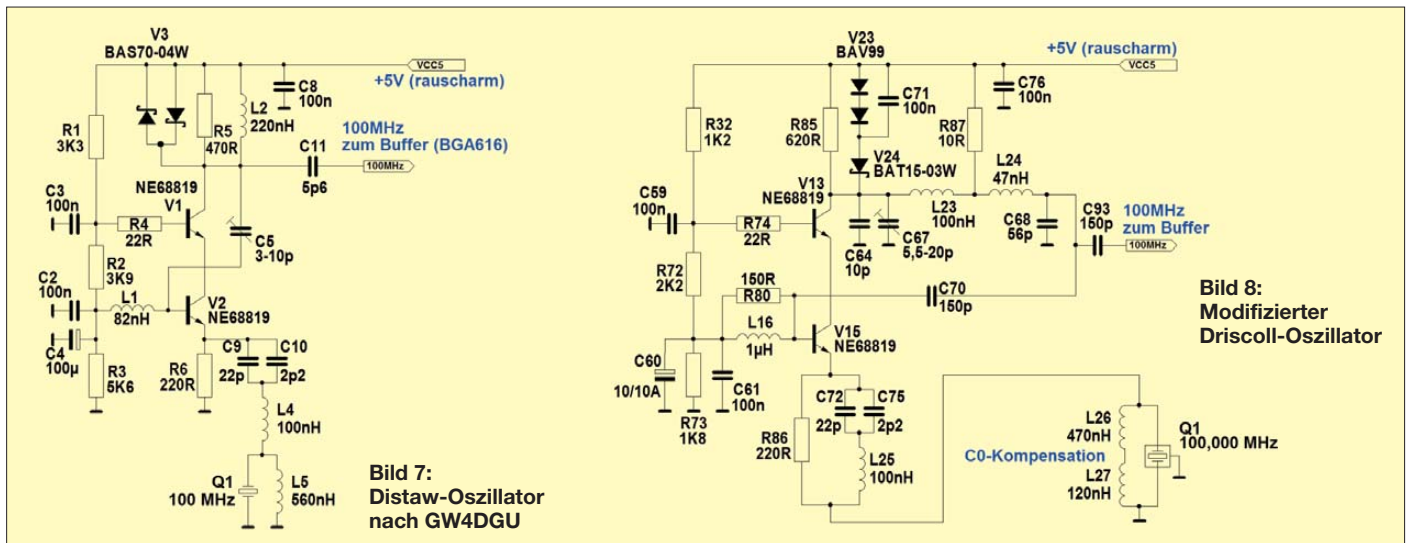 V3
BAS70-04W
VCC5
+5V (rauscharm)
C8
100n
L2
220nH
R1
3K3
R5
470R
C11
5p6
100MHz
zum Buffer (BGA616)
100MHz
C3
100n
NE68819
V1
R4
22R
C5
3-10p
R2
3K9
C2
100n
L1
82nH
V2
NE68819
C4
100µ
R3
5K6
R6
220R
C9
22p
C10
2p2
L4
100nH
Q1
100 MHz
L5
560nH
Bild 7:
Distaw-Oszillator
nach GW4DGU
V23
BAV99
+5V (rauscharm)
VCC5
C71
100n
C76
100n
R32
1K2
R85
620R
R87
10R
L24
47nH
V24
BAT15-03W
V13
NE68819
C59
100n
R74
22R
L23
100nH
C68
56p
C93
150p
100MHz
zum Buffer
100MHz
C64
10p
C67
5,5-20p
R72
2K2
150R
R80
C70
150p
L16
1µH
V15
NE68819
C60
10/10A
C61
100n
R73
1K8
C72
22p
C75
2p2
R86
220R
L25
100nH
L26
470nH
C0-Kompensation
L27
120nH
Q1
100,000 MHz
Bild 8:
Modifizierter
Driscoll-Oszillator